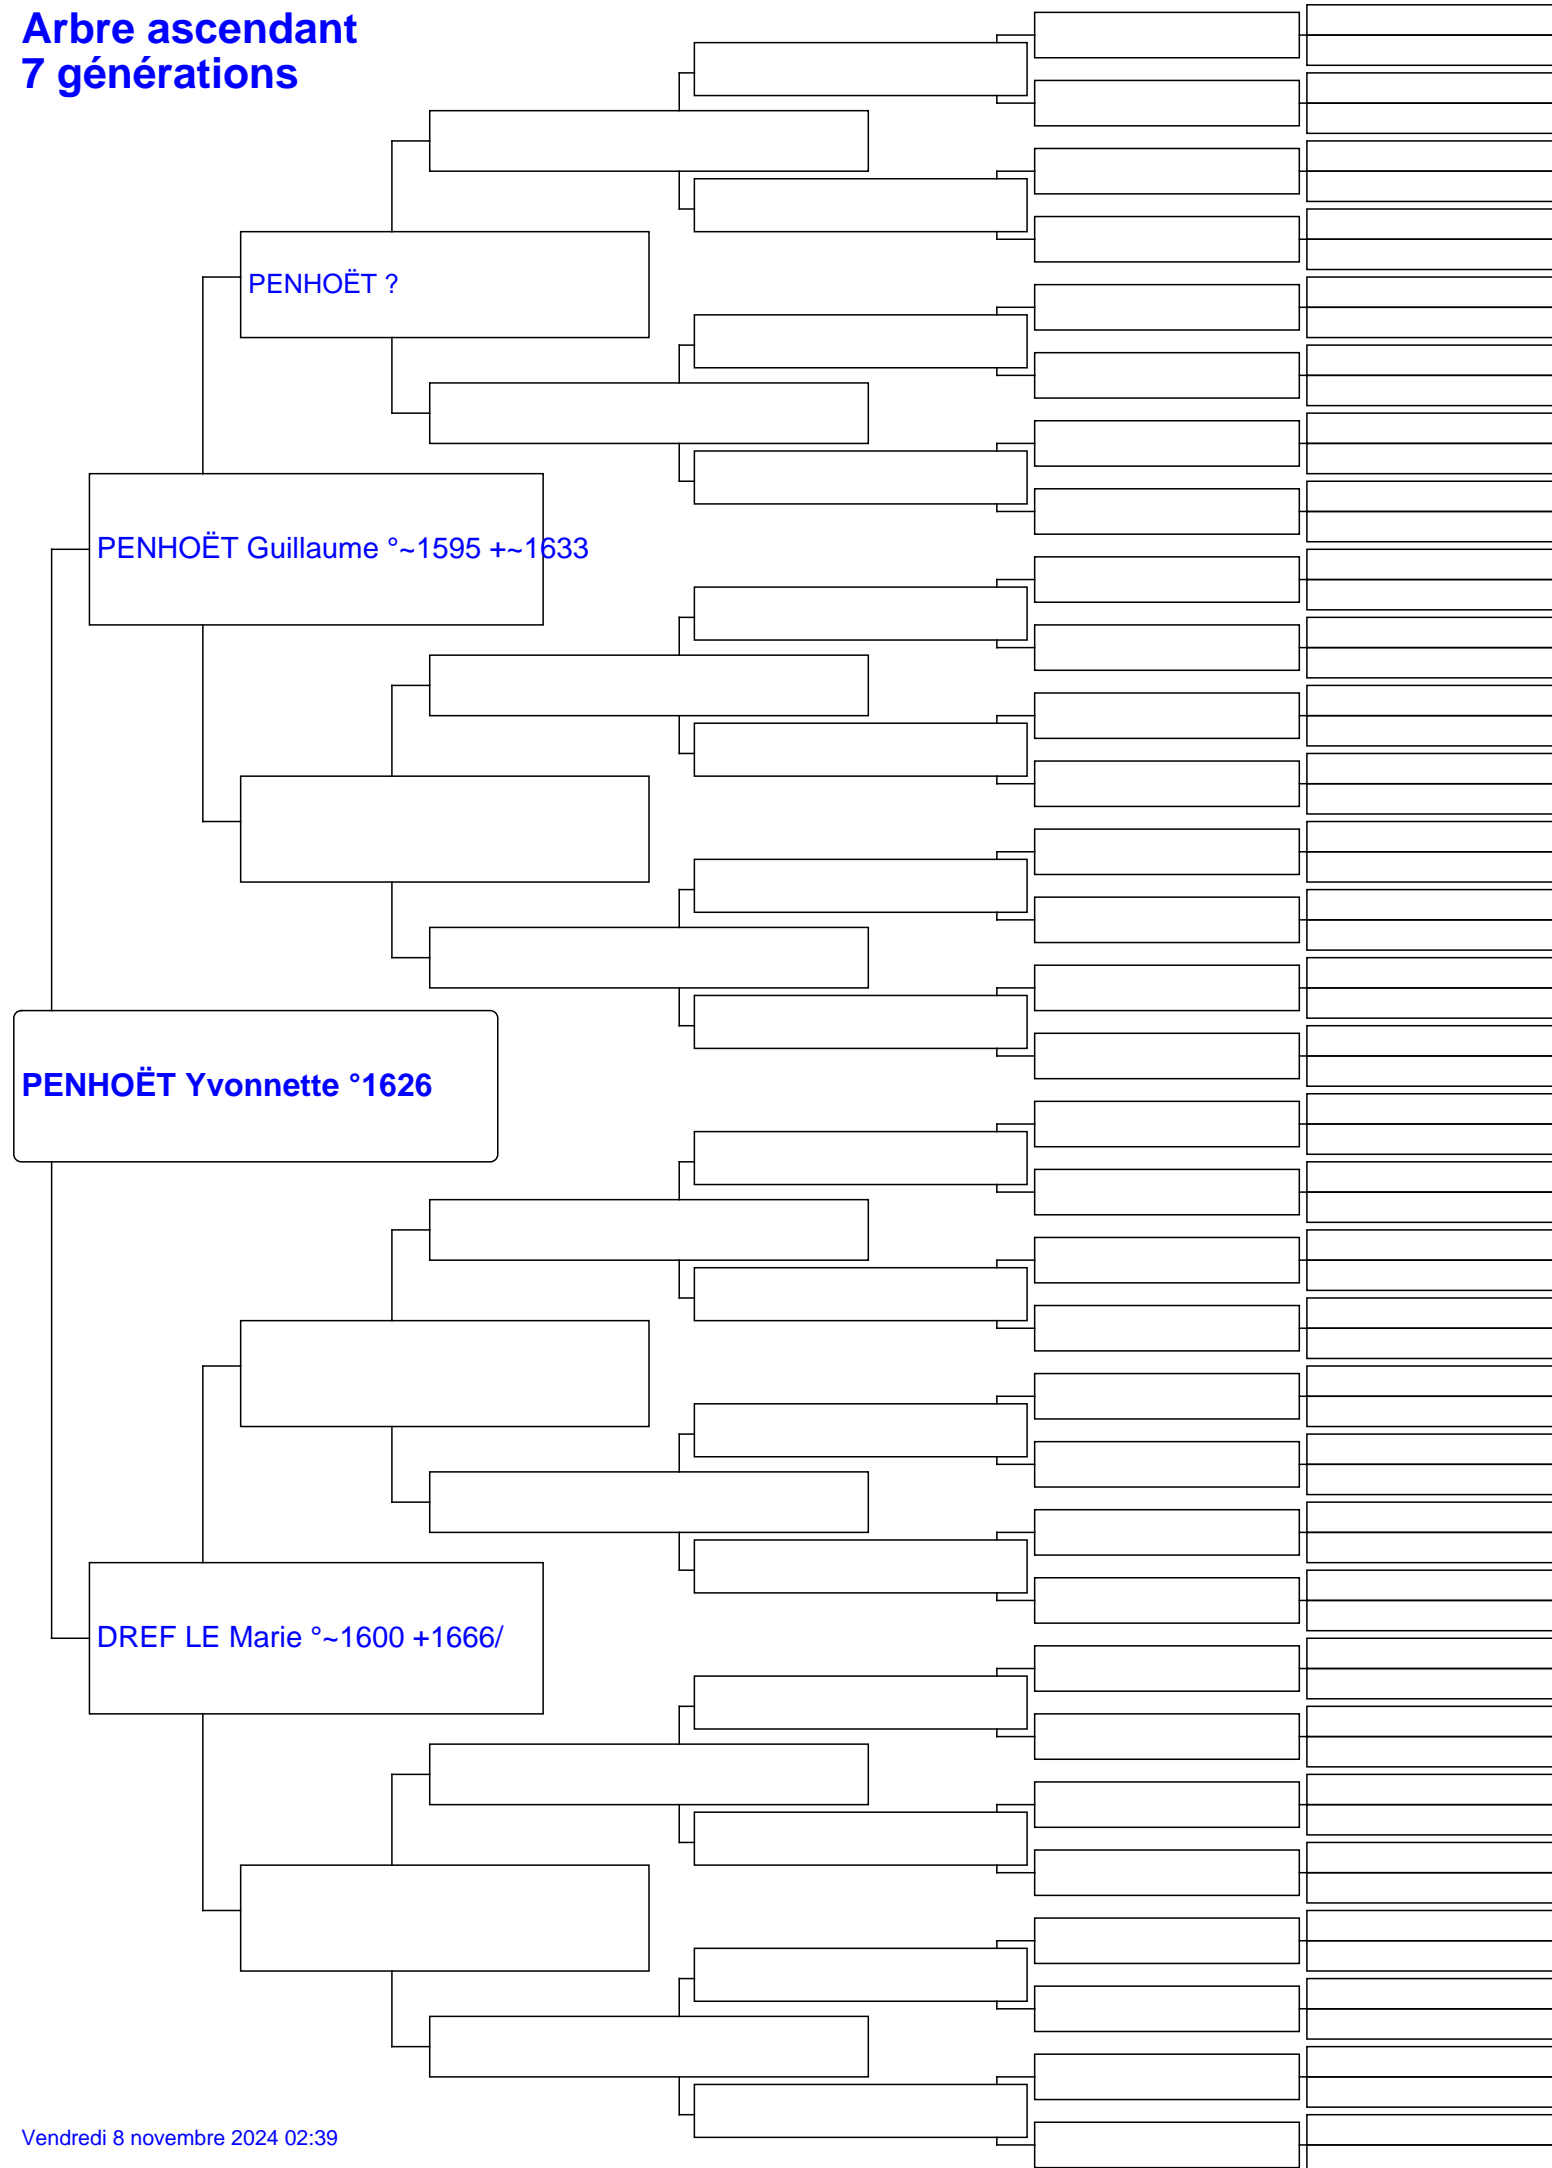 Arbre ascendant
7 générations
PENHOËT ?
PENHOËT Guillaume °~1595 +~1633
PENHOËT Yvonnette °1626
DREF LE Marie °~1600 +1666/
Vendredi 8 novembre 2024 02:39